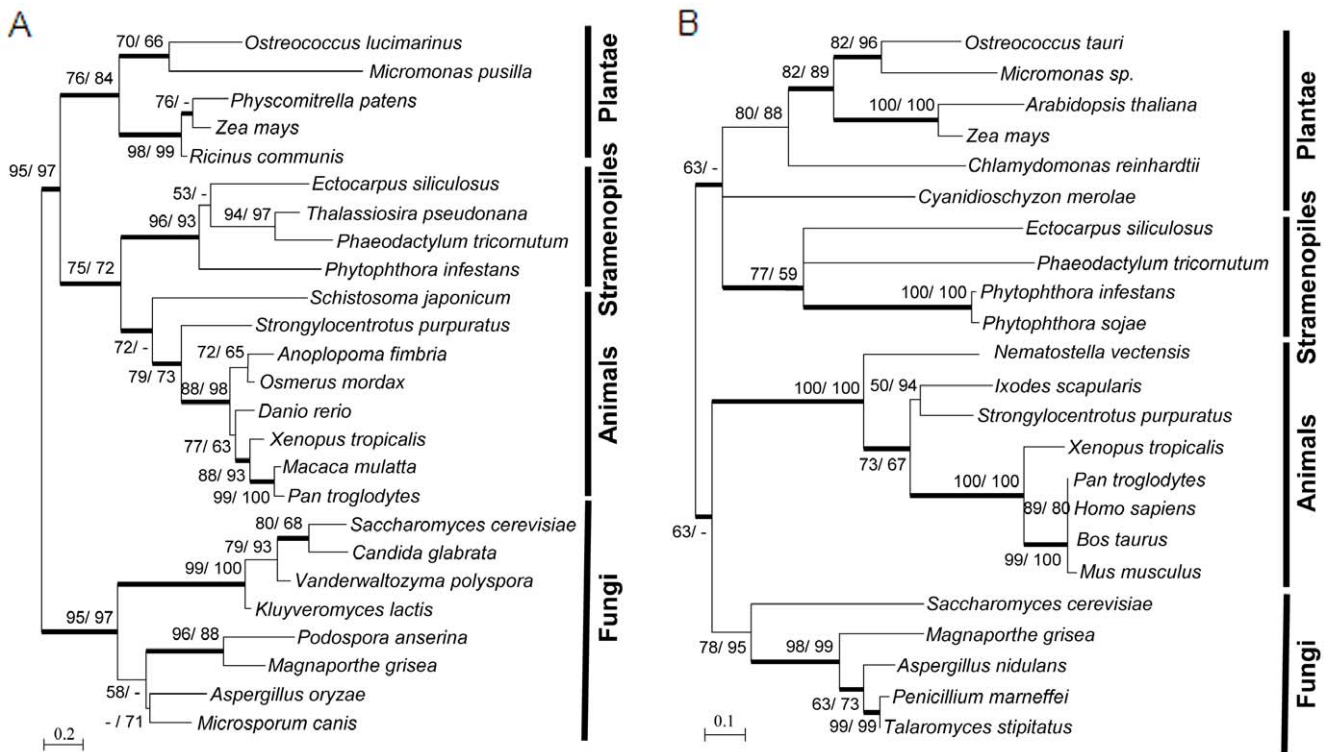 A
70/ 66
Ostreococcus lucimarinus
Micromonas pusilla
76/ 84
76/ -
Physcomitrella patens
Zea mays
98/ 99
Ricinus communis
95/ 97
Ectocarpus siliculosus
53/ -
94/ 97
Thalassiosira pseudonana
96/ 93
Phaeodactylum tricornutum
75/ 72
Phytophthora infestans
Schistosoma japonicum
Strongylocentrotus purpuratus
72/ -
79/ 73
72/ 65
Anoplopoma fimbria
88/ 98
Osmerus mordax
Danio rerio
77/ 63
Xenopus tropicalis
88/ 93
Macaca mulatta
99/ 100
Pan troglodytes
80/ 68
Saccharomyces cerevisiae
79/ 93
Candida glabrata
99/ 100
Vanderwaltozyma polyspora
Kluyveromyces lactis
95/ 97
96/ 88
Podospora anserina
Magnaporthe grisea
58/ -
Aspergillus oryzae
- / 71
Microsporum canis
0.2
Plantae
Stramenopiles
Animals
Fungi
B
82/ 96
Ostreococcus tauri
82/ 89
Micromonas sp.
100/ 100
Arabidopsis thaliana
80/ 88
Zea mays
Chlamydomonas reinhardtii
63/ -
Cyanidioschyzon merolae
Ectocarpus siliculosus
77/ 59
Phaeodactylum tricornutum
100/ 100
Phytophthora infestans
Phytophthora sojae
Nematostella vectensis
100/ 100
50/ 94
Ixodes scapularis
Strongylocentrotus purpuratus
73/ 67
Xenopus tropicalis
100/ 100
Pan troglodytes
89/ 80
Homo sapiens
63/ -
Bos taurus
99/ 100
Mus musculus
Saccharomyces cerevisiae
78/ 95
98/ 99
Magnaporthe grisea
Aspergillus nidulans
63/ 73
Penicillium marneffei
99/ 99
Talaromyces stipitatus
0.1
Plantae
Stramenopiles
Animals
Fungi